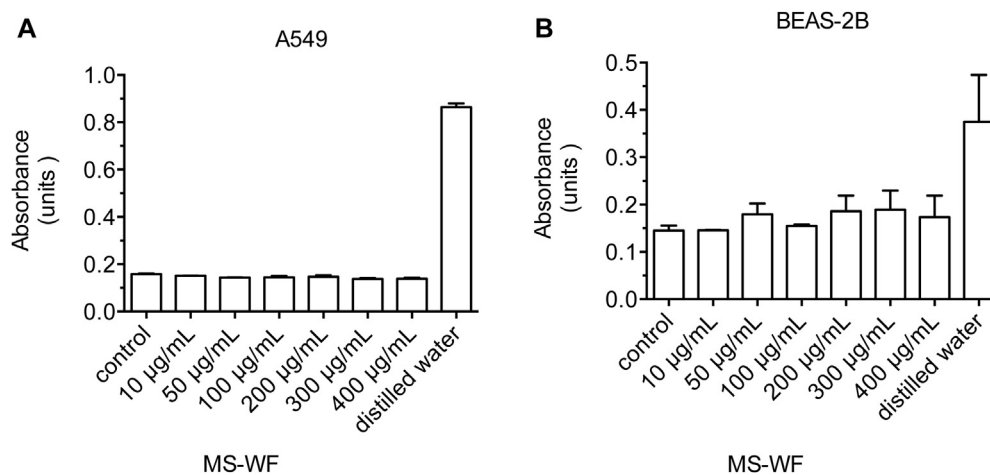 A
A549
Absorbance
(units )
1.0
0.8
0.6
0.4
0.2
0.0
control
10 µg/mL
50 µg/mL
100 µg/mL
200 µg/mL
300 µg/mL
400 µg/mL
distilled water
MS-WF
B
BEAS-2B
Absorbance
(units )
0.5
0.4
0.3
0.2
0.1
0.0
control
10 µg/mL
50 µg/mL
100 µg/mL
200 µg/mL
300 µg/mL
400 µg/mL
distilled water
MS-WF